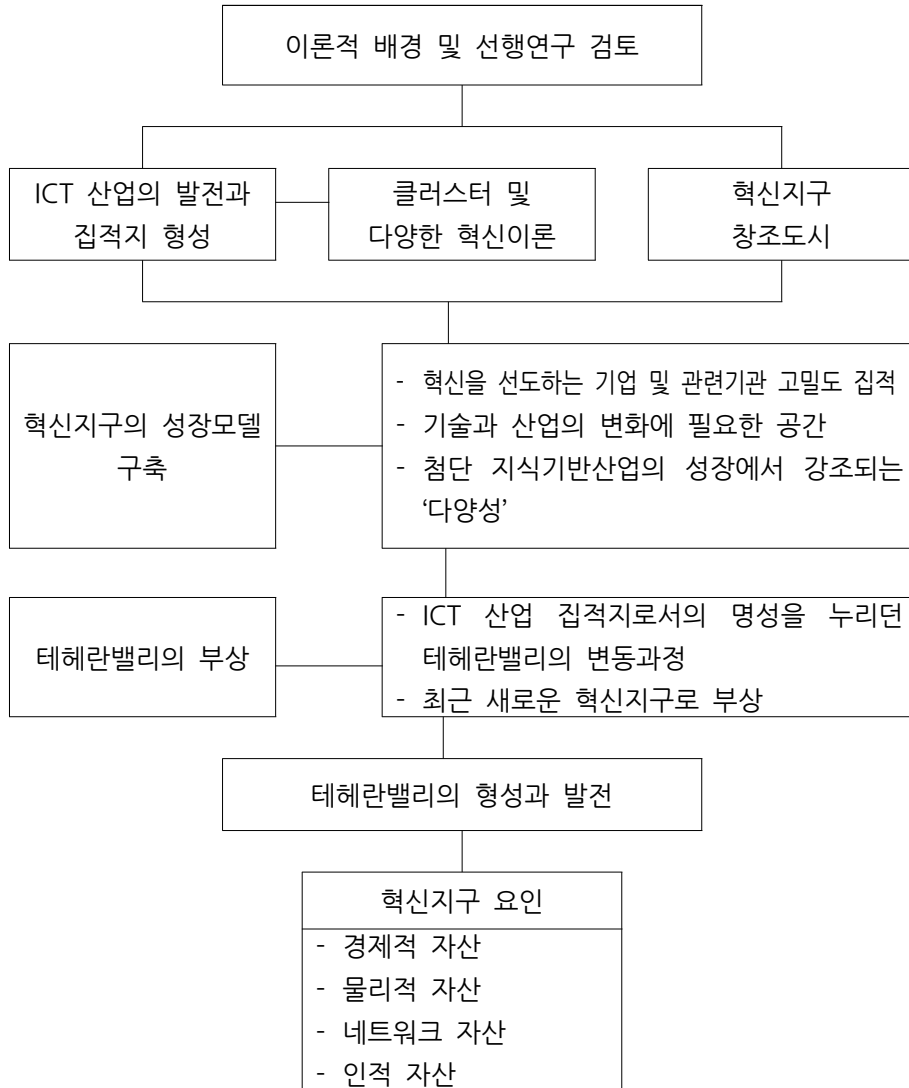 이론적 배경 및 선행연구 검토
ICT 산업의 발전과
집적지 형성
클러스터 및
다양한 혁신이론
혁신지구
창조도시
혁신지구의 성장모델
구축
- 혁신을 선도하는 기업 및 관련기관 고밀도 집적
- 기술과 산업의 변화에 필요한 공간
- 첨단 지식기반산업의 성장에서 강조되는
‘다양성’
테헤란밸리의 부상
- ICT 산업 집적지로서의 명성을 누리던
테헤란밸리의 변동과정
- 최근 새로운 혁신지구로 부상
테헤란밸리의 형성과 발전
혁신지구 요인
- 경제적 자산
- 물리적 자산
- 네트워크 자산
- 인적 자산